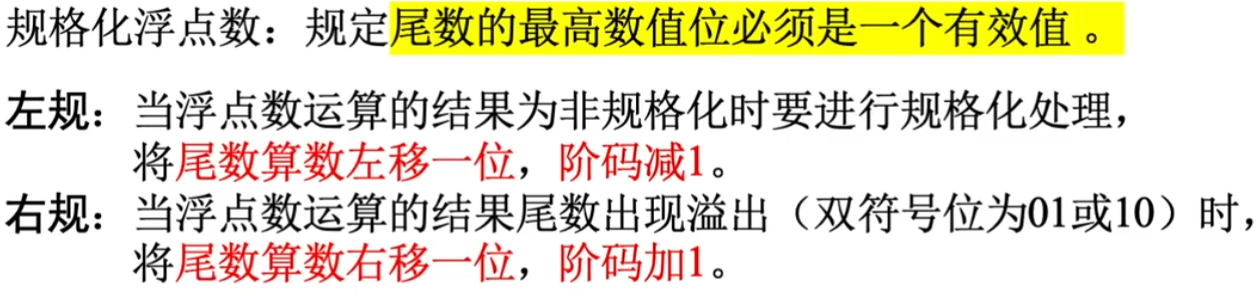 规格化浮点数：规定尾数的最高数值位必须是一个有效值 。
左规：当浮点数运算的结果为非规格化时要进行规格化处理，
将尾数算数左移一位，阶码减1。
右规：当浮点数运算的结果尾数出现溢出（双符号位为01或10）时，
将尾数算数右移一位，阶码加1。